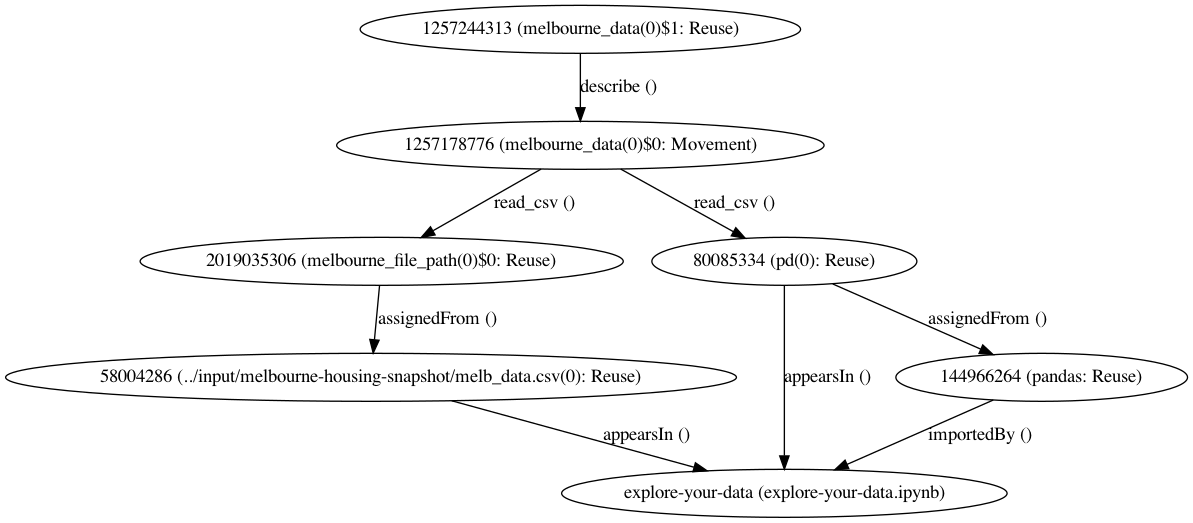 1257244313 (melbourne_data(0)$1: Reuse)
describe ()
1257178776 (melbourne_data(0)$0: Movement)
read_csv ()
read_csv ()
2019035306 (melbourne_file_path(0)$0: Reuse)
80085334 (pd(0): Reuse)
assignedFrom ()
assignedFrom ()
58004286 (../input/melbourne-housing-snapshot/melb_data.csv(0): Reuse)
appearsIn ()
144966264 (pandas: Reuse)
appearsIn ()
importedBy ()
explore-your-data (explore-your-data.ipynb)